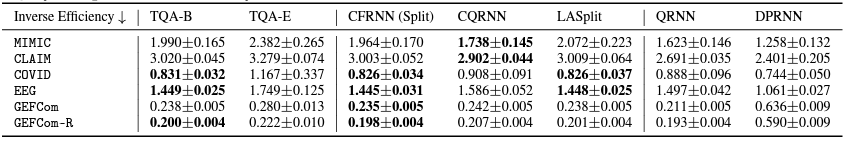 Inverse Efficiency ↓ TQA-B TQA-E CFRNN (Split) CQRNN LASplit QRNN DPRNN
MIMIC 1.990±0.165 2.382±0.265 1.964±0.170 1.738±0.145 2.072±0.223 1.623±0.146 1.258±0.132
CLAIM 3.020±0.045 3.279±0.074 3.003±0.052 2.902±0.044 3.009±0.064 2.691±0.035 2.401±0.205
COVID 0.831±0.032 1.167±0.337 0.826±0.034 0.908±0.091 0.826±0.037 0.888±0.096 0.744±0.050
EEG 1.449±0.025 1.749±0.125 1.445±0.031 1.586±0.052 1.448±0.025 1.497±0.042 1.061±0.027
GEFCom 0.238±0.005 0.280±0.013 0.235±0.005 0.242±0.005 0.238±0.005 0.211±0.005 0.636±0.009
GEFCom-R 0.200±0.004 0.222±0.010 0.198±0.004 0.207±0.004 0.201±0.004 0.193±0.004 0.590±0.009